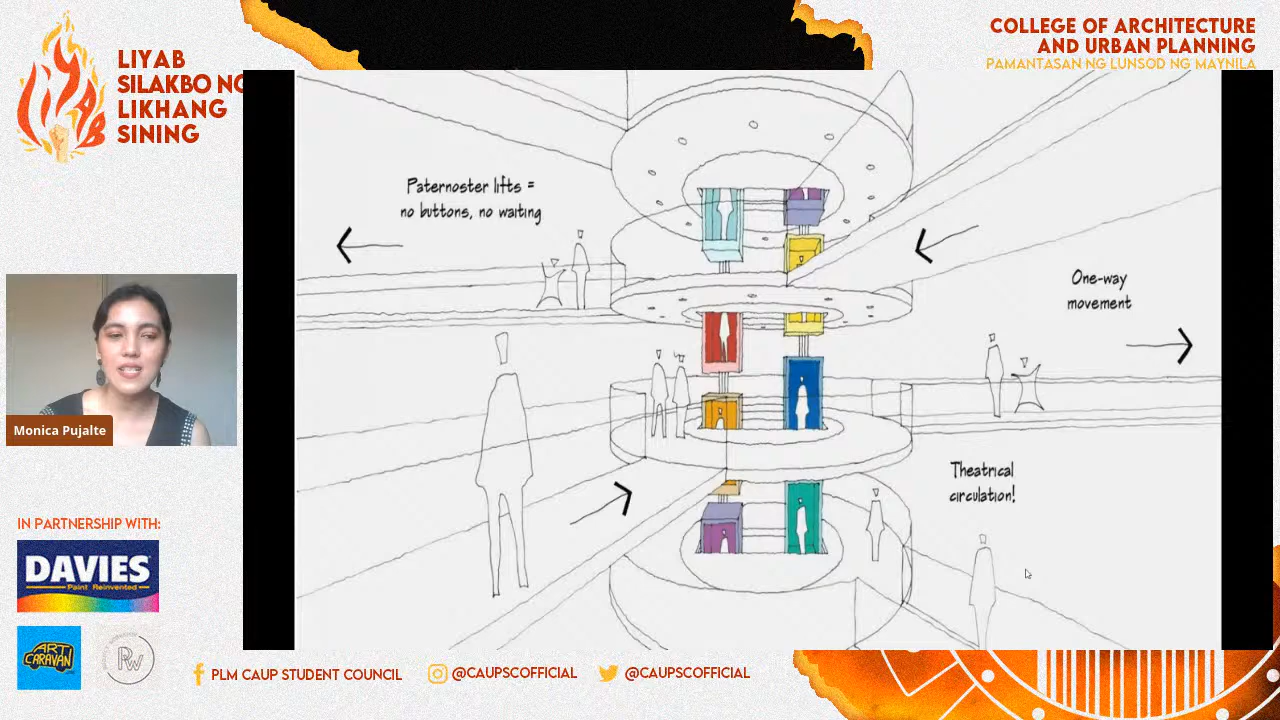 LIYAB
SILAKBO NG
LIKHANG
SINING
COLLEGE OF ARCHITECTURE
AND URBAN PLANNING
PAMANTASAN NG LUNSOD NG MAYNILA
Paternoster lifts =
no buttons, no waiting
One-way
movement
Theatrical
circulation!
Monica Pujalte
IN PARTNERSHIP WITH:
DAVIES
Paint Reinvented
ART
CARAVAN
PW
PLM CAUP STUDENT COUNCIL
@CAUPSCOFFICIAL
@CAUPSCOFFICIAL